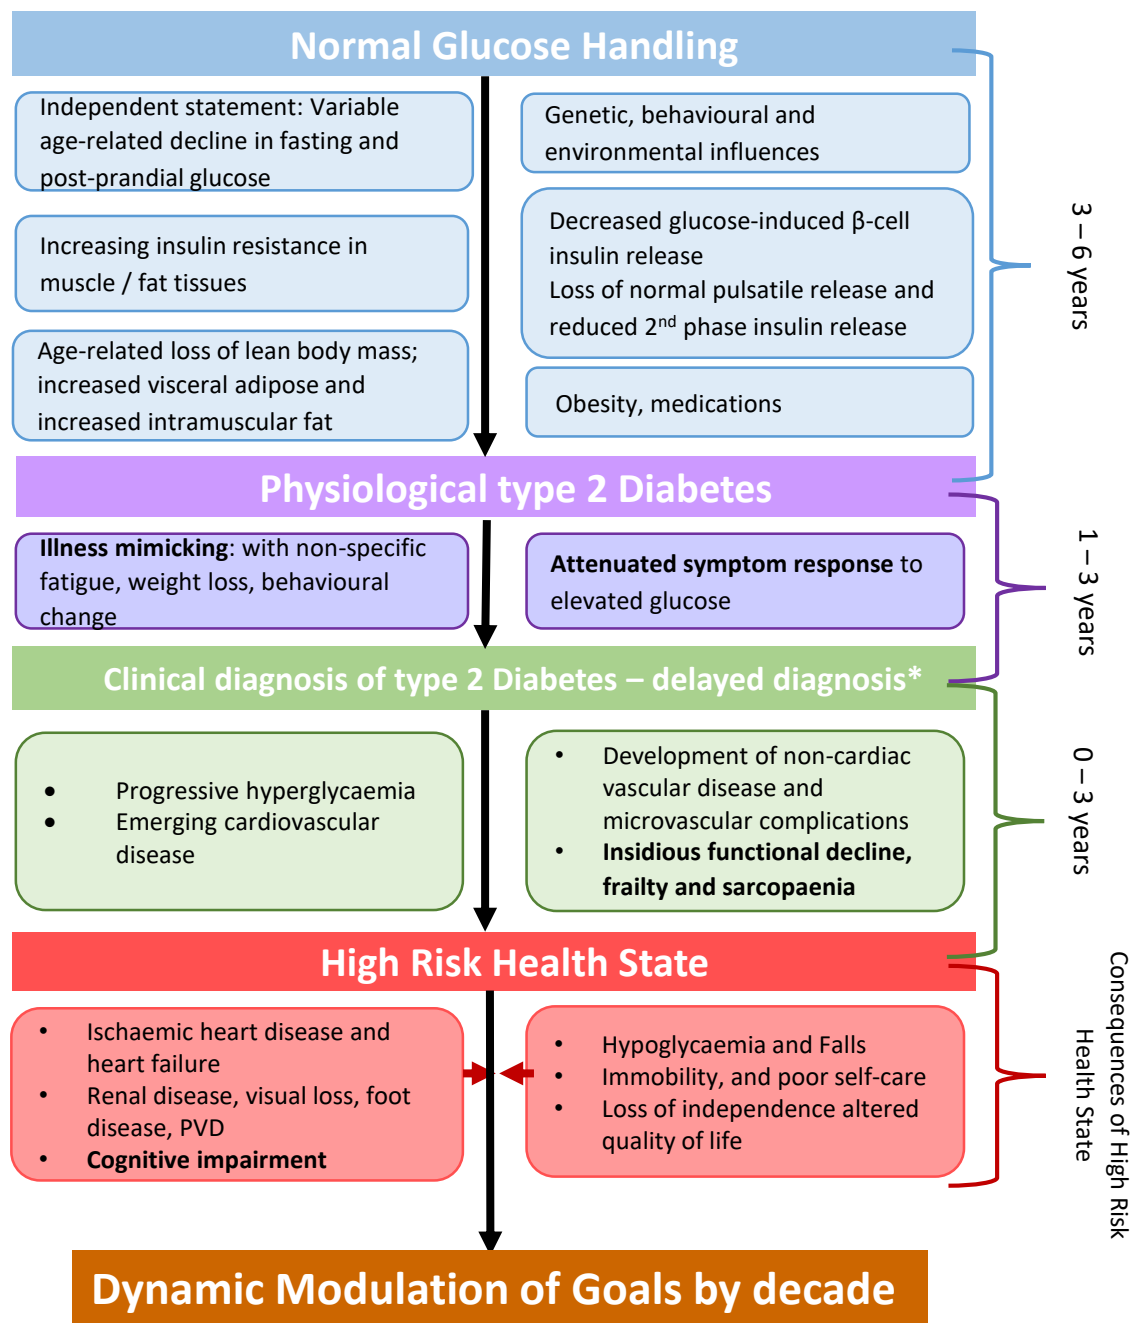 Normal Glucose Handling
Independent statement: Variable
age-related decline in fasting and
post-prandial glucose
Genetic, behavioural and
environmental influences
Increasing insulin resistance in
muscle / fat tissues
Decreased glucose-induced β-cell
insulin release
Loss of normal pulsatile release and
reduced 2nd phase insulin release
Age-related loss of lean body mass;
increased visceral adipose and
increased intramuscular fat
Obesity, medications
3 – 6 years
Physiological type 2 Diabetes
Illness mimicking: with non-specific
fatigue, weight loss, behavioural
change
Attenuated symptom response to
elevated glucose
1 – 3 years
Clinical diagnosis of type 2 Diabetes – delayed diagnosis*
• Progressive hyperglycaemia
• Emerging cardiovascular
disease
• Development of non-cardiac
vascular disease and
microvascular complications
• Insidious functional decline,
frailty and sarcopaenia
0 – 3 years
High Risk Health State
• Ischaemic heart disease and
heart failure
• Renal disease, visual loss, foot
disease, PVD
• Cognitive impairment
• Hypoglycaemia and Falls
• Immobility, and poor self-care
• Loss of independence altered
quality of life
Consequences of High Risk
Health State
Dynamic Modulation of Goals by decade